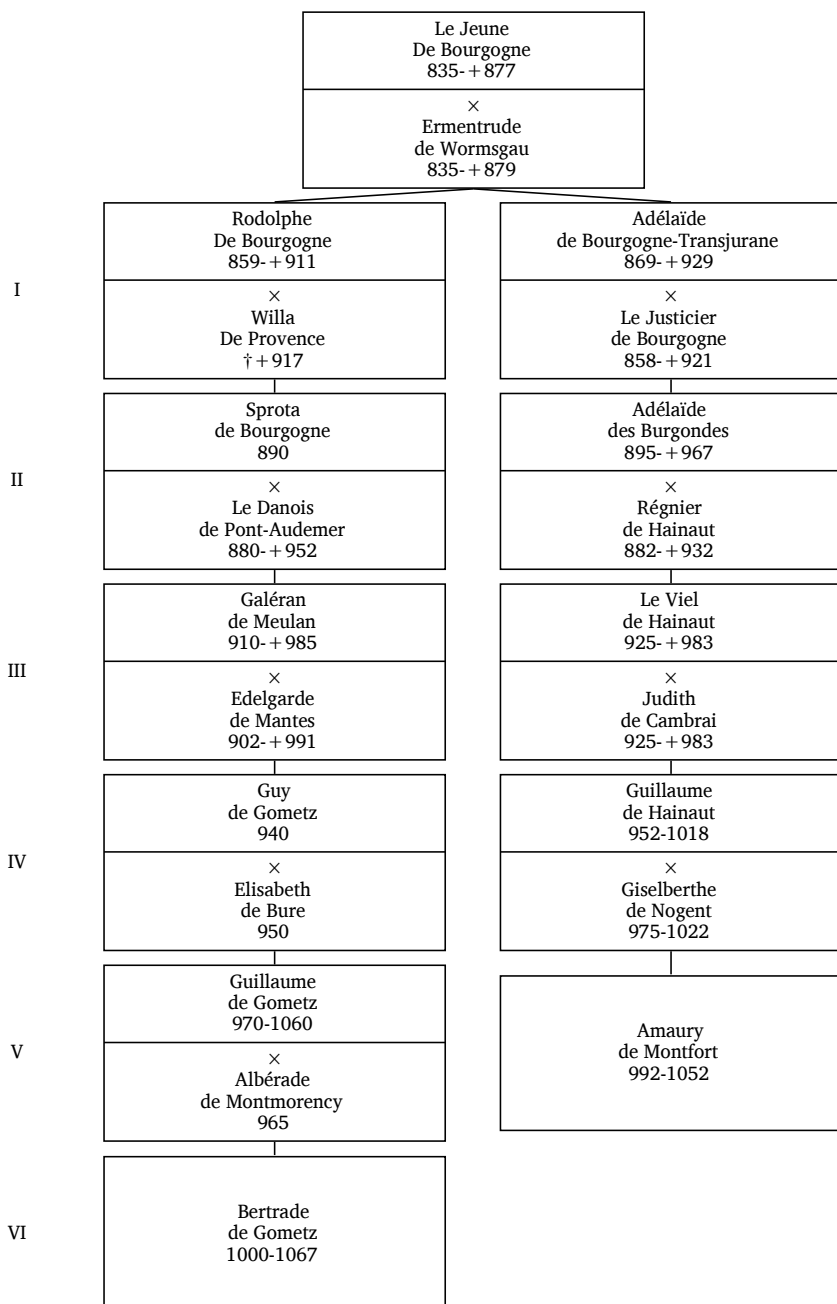 Le Jeune
De Bourgogne
835-+877
×
Ermentrude
de Wormsgau
835-+879
I
Rodolphe
De Bourgogne
859-+911
×
Willa
De Provence
†+917
Adélaïde
de Bourgogne-Transjurane
869-+929
×
Le Justicier
de Bourgogne
858-+921
II
Sprota
de Bourgogne
890
×
Le Danois
de Pont-Audemer
880-+952
Adélaïde
des Burgondes
895-+967
×
Régnier
de Hainaut
882-+932
III
Galéran
de Meulan
910-+985
×
Edelgarde
de Mantes
902-+991
Le Viel
de Hainaut
925-+983
×
Judith
de Cambrai
925-+983
IV
Guy
de Gometz
940
×
Elisabeth
de Bure
950
Guillaume
de Hainaut
952-1018
×
Giselberthe
de Nogent
975-1022
V
Guillaume
de Gometz
970-1060
×
Albérade
de Montmorency
965
Amaury
de Montfort
992-1052
VI
Bertrade
de Gometz
1000-1067